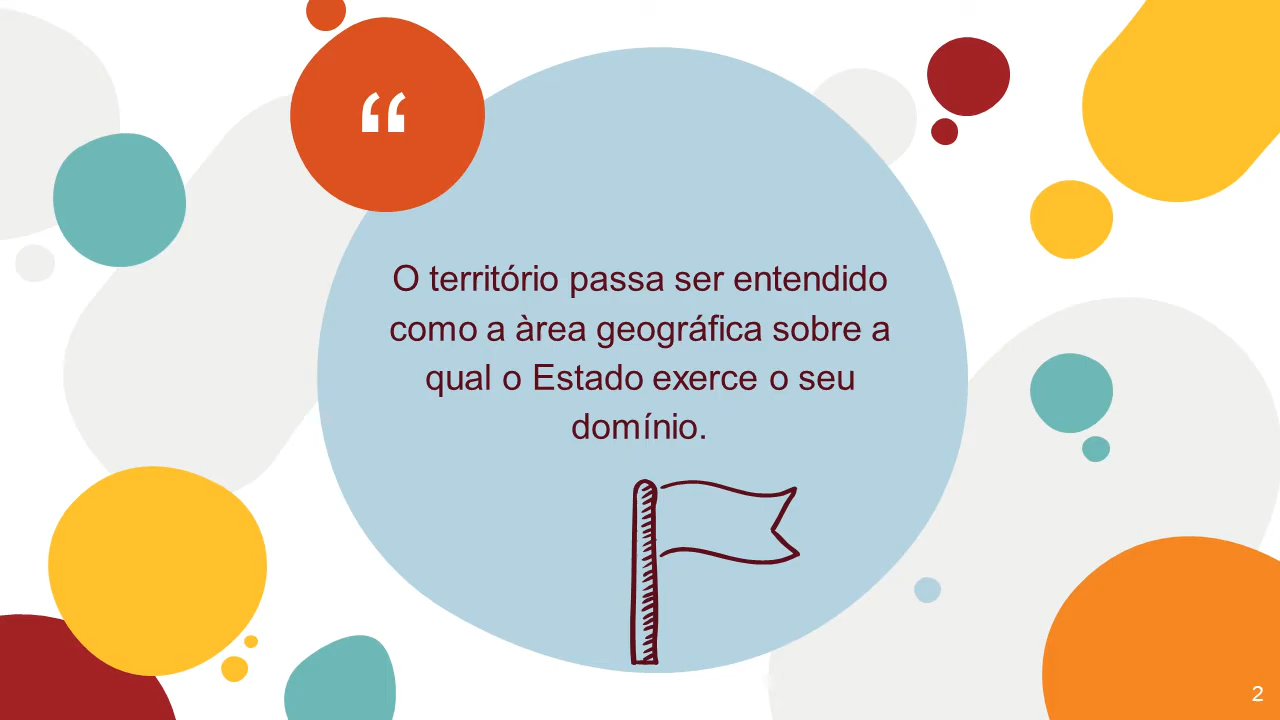 “
O território passa ser entendido
como a àrea geográfica sobre a
qual o Estado exerce o seu
domínio.
2